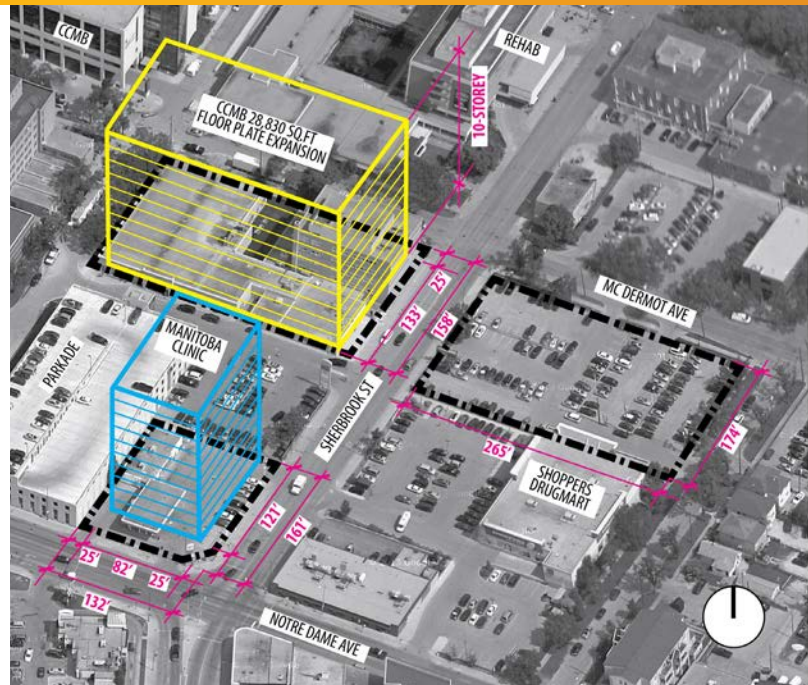 CCMB
REHAB
CCMB 28,830 SQ.FT
FLOOR PLATE EXPANSION
10-STOREY
MC DERMOT AVE
25'
133'
158'
MANITOBA
CLINIC
PARKADE
SHERBROOK ST
174'
265'
SHOPPERS
DRUGMART
121'
161'
25'
82'
25'
132'
NOTRE DAME AVE